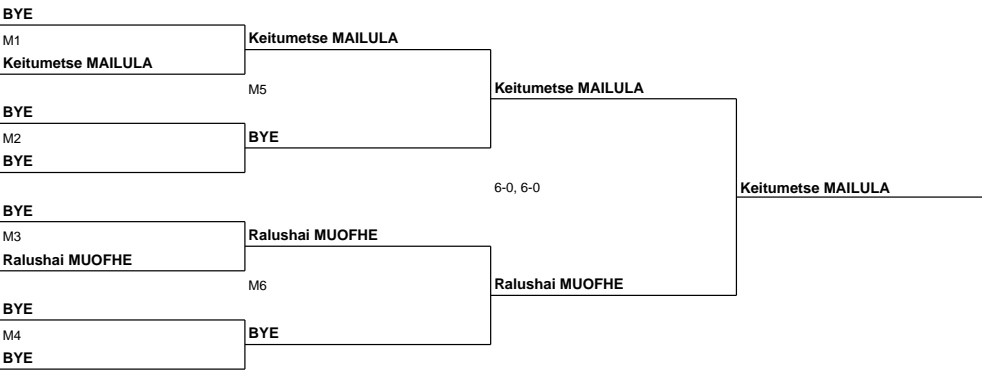 BYE
M1
Keitumetse MAILULA
Keitumetse MAILULA
M5
Keitumetse MAILULA
BYE
M2
BYE
BYE
6-0, 6-0
Keitumetse MAILULA
BYE
M3
Ralushai MUOFHE
Ralushai MUOFHE
M6
Ralushai MUOFHE
BYE
M4
BYE
BYE